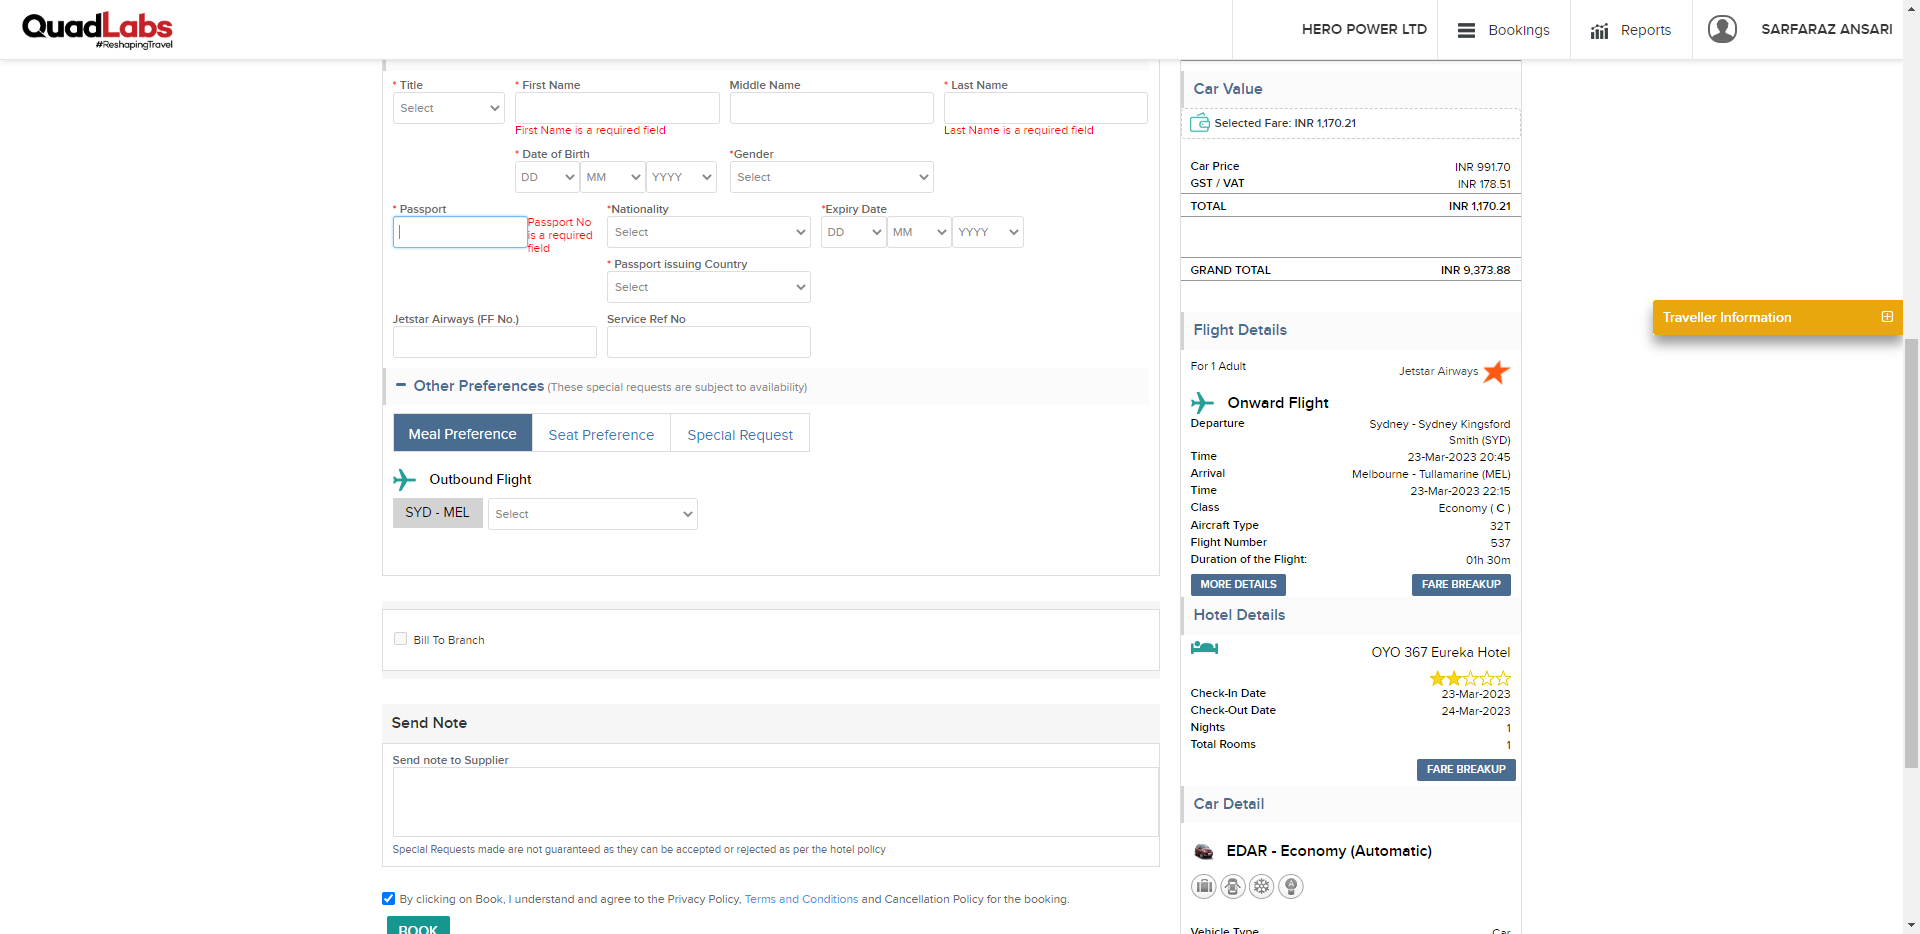 QuadLabs
#ReshapingTravel
HERO POWER LTD
Bookings
Reports
SARFARAZ ANSARI
* Title
* First Name
Middle Name
* Last Name
Select
First Name is a required field
Last Name is a required field
* Date of Birth
*Gender
DD
MM
YYYY
Select
* Passport
*Nationality
*Expiry Date
Passport No
is a required
field
Select
DD
MM
YYYY
* Passport issuing Country
Select
Jetstar Airways (FF No.)
Service Ref No
Other Preferences (These special requests are subject to availability)
Meal Preference
Seat Preference
Special Request
Outbound Flight
SYD - MEL
Select
Bill To Branch
Send Note
Send note to Supplier
Special Requests made are not guaranteed as they can be accepted or rejected as per the hotel policy
By clicking on Book, I understand and agree to the Privacy Policy, Terms and Conditions and Cancellation Policy for the booking.
BOOK
Car Value
Selected Fare: INR 1,170.21
Car Price INR 991.70
GST / VAT INR 178.51
TOTAL INR 1,170.21
GRAND TOTAL INR 9,373.88
Flight Details
For 1 Adult
Jetstar Airways
Onward Flight
Departure Sydney - Sydney Kingsford
Smith (SYD)
Time 23-Mar-2023 20:45
Arrival Melbourne - Tullamarine (MEL)
Time 23-Mar-2023 22:15
Class Economy ( C )
Aircraft Type 32T
Flight Number 537
Duration of the Flight: 01h 30m
MORE DETAILS
FARE BREAKUP
Hotel Details
OYO 367 Eureka Hotel
Check-In Date 23-Mar-2023
Check-Out Date 24-Mar-2023
Nights 1
Total Rooms 1
FARE BREAKUP
Car Detail
EDAR - Economy (Automatic)
Vehicle Type Car
Traveller Information